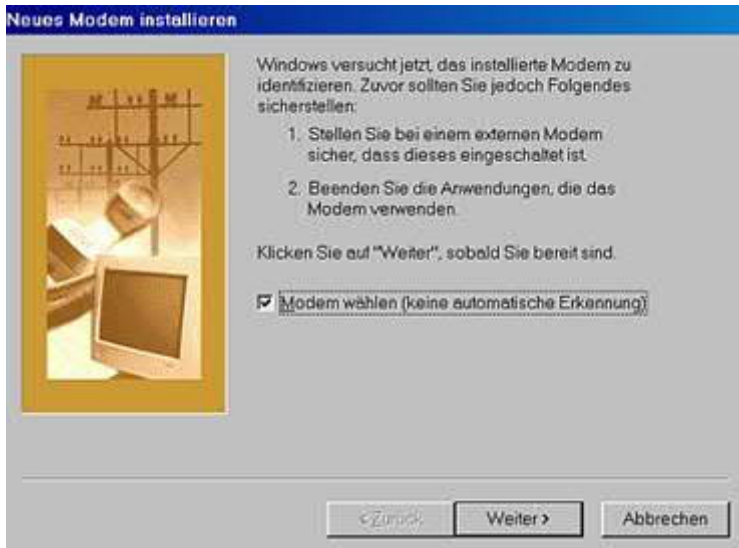 Neues Modem installieren
Windows versucht jetzt, das installierte Modem zu
identifizieren. Zuvor sollten Sie jedoch Folgendes
sicherstellen:
1. Stellen Sie bei einem externen Modem
sicher, dass dieses eingeschaltet ist.
2. Beenden Sie die Anwendungen, die das
Modem verwenden.
Klicken Sie auf "Weiter", sobald Sie bereit sind.
Modem wählen (keine automatische Erkennung)
< Zurück Weiter > Abbrechen